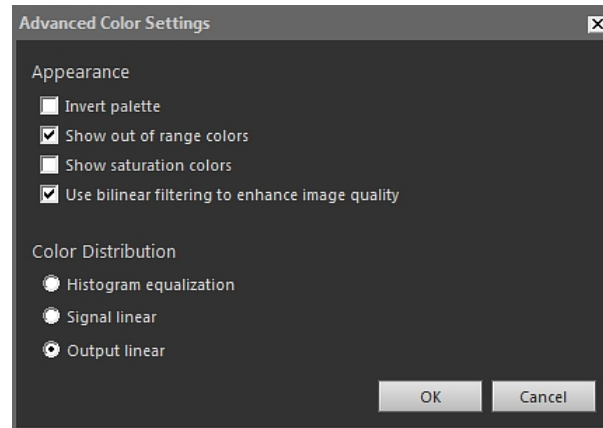 Advanced Color Settings
Appearance
Invert palette
Show out of range colors
Show saturation colors
Use bilinear filtering to enhance image quality
Color Distribution
Histogram equalization
Signal linear
Output linear
OK
Cancel